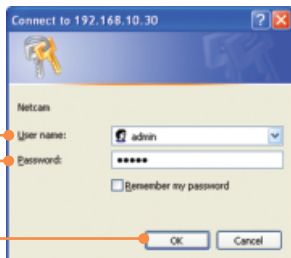 Connect to 192.168.10.30
Netcam
User name:
admin
Password:
•••••
Remember my password
OK
Cancel